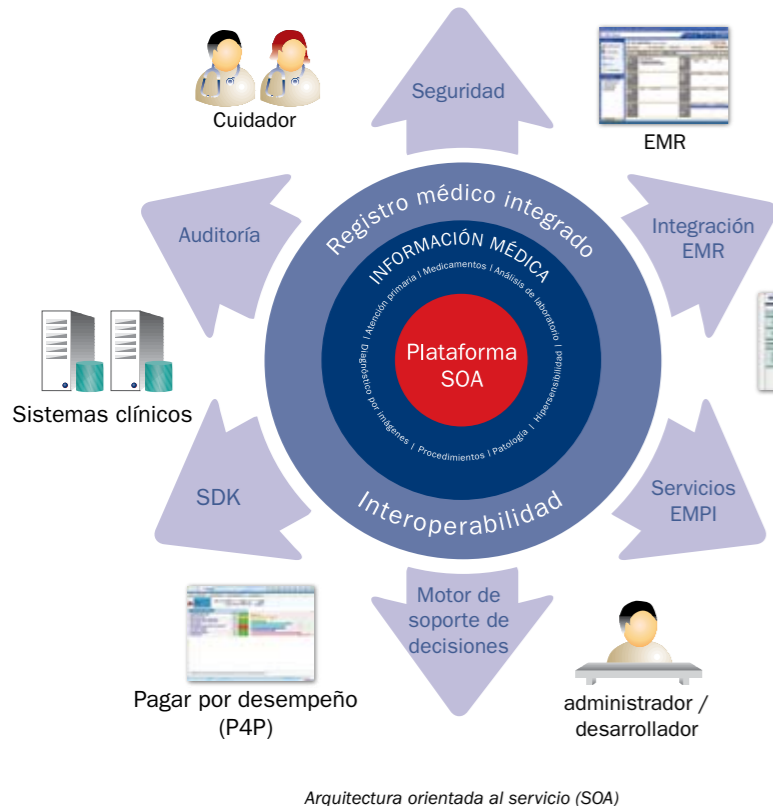 Seguridad
Cuidador
EMR
Auditoría
Registro médico integrado
Integración
EMR
INFORMACIÓN MÉDICA
Diagnóstico por imágenes | Atención primaria | Medicamentos | Análisis de laboratorio | Hipersensibilidad | Patología | Procedimientos |
Plataforma
SOA
Sistemas clínicos
SDK
Interoperabilidad
Servicios
EMPI
Motor de
soporte de
decisiones
Pagar por desempeño
(P4P)
administrador /
desarrollador
Arquitectura orientada al servicio (SOA)